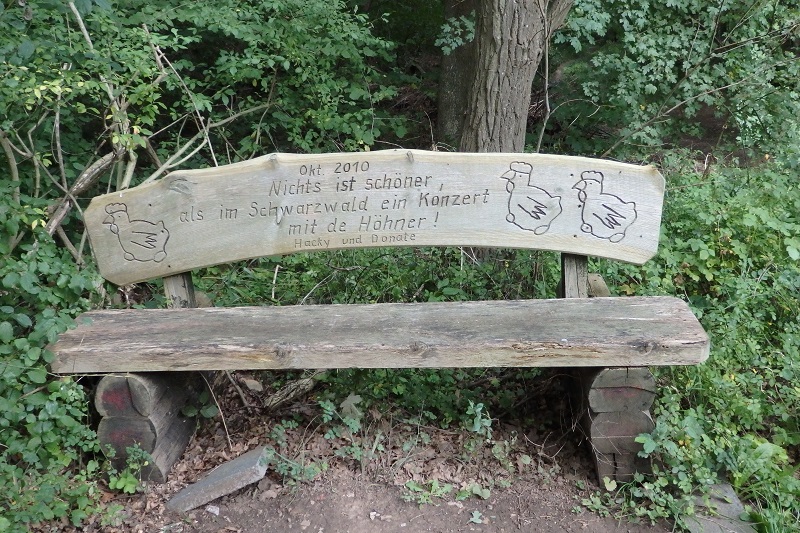 Okt. 2010
Nichts ist schöner,
als im Schwarzwald ein Konzert
mit de Höhner!
Hacky und Donate